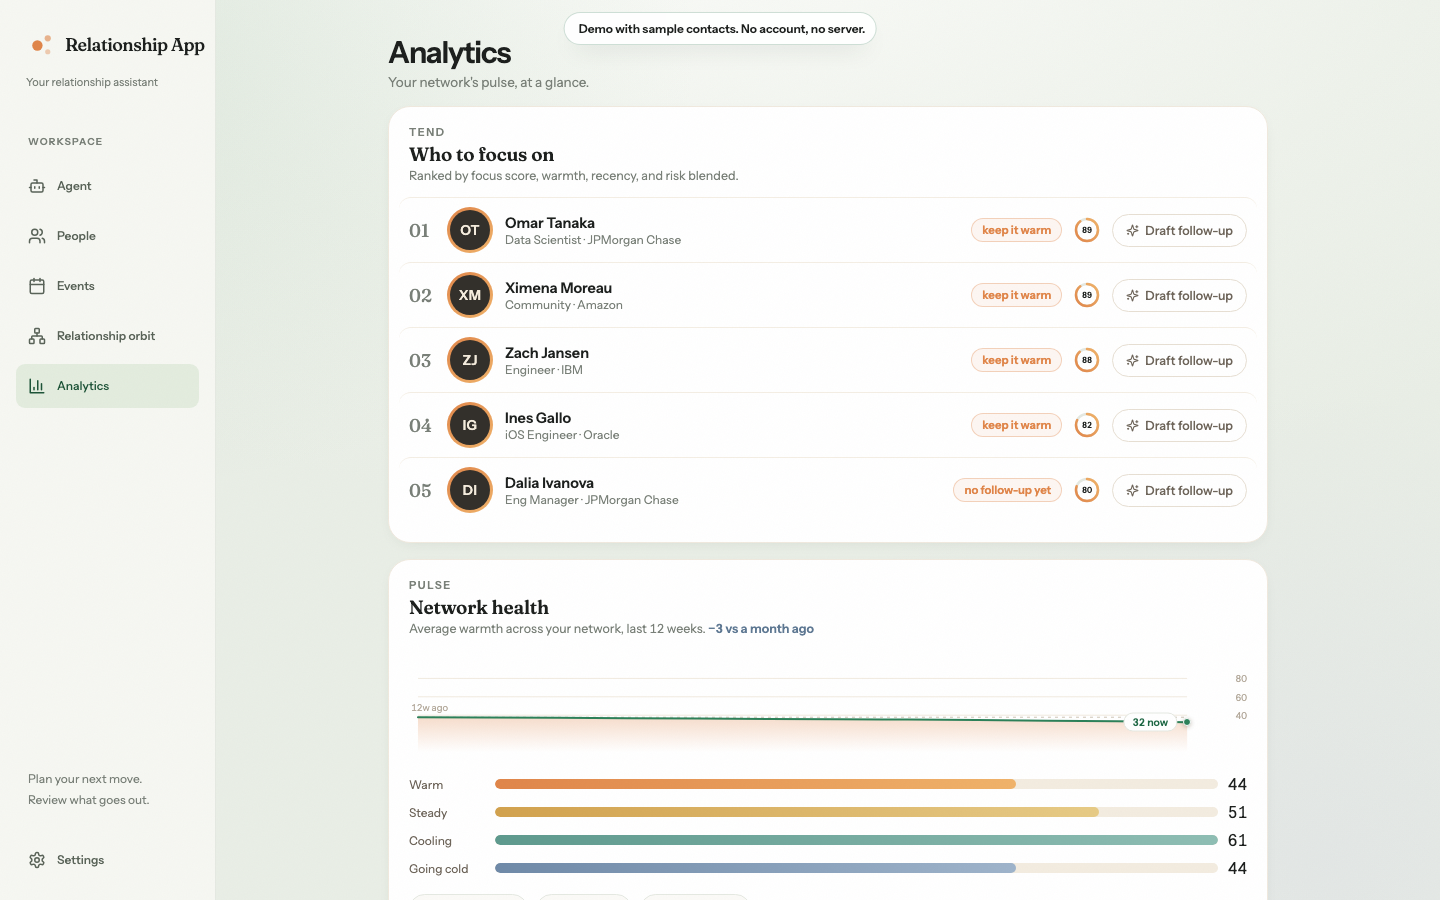 Relationship App
Your relationship assistant
WORKSPACE
Agent
People
Events
Relationship orbit
Analytics
Plan your next move.
Review what goes out.
Settings
Demo with sample contacts. No account, no server.
Analytics
Your network's pulse, at a glance.
TEND
Who to focus on
Ranked by focus score, warmth, recency, and risk blended.
01 OT Omar Tanaka keep it warm 89 Draft follow-up
Data Scientist · JPMorgan Chase
02 XM Ximena Moreau keep it warm 89 Draft follow-up
Community · Amazon
03 ZJ Zach Jansen keep it warm 88 Draft follow-up
Engineer · IBM
04 IG Ines Gallo keep it warm 82 Draft follow-up
iOS Engineer · Oracle
05 DI Dalia Ivanova no follow-up yet 80 Draft follow-up
Eng Manager · JPMorgan Chase
PULSE
Network health
Average warmth across your network, last 12 weeks. −3 vs a month ago
80
60
12w ago
40
32 now
Warm 44
Steady 51
Cooling 61
Going cold 44